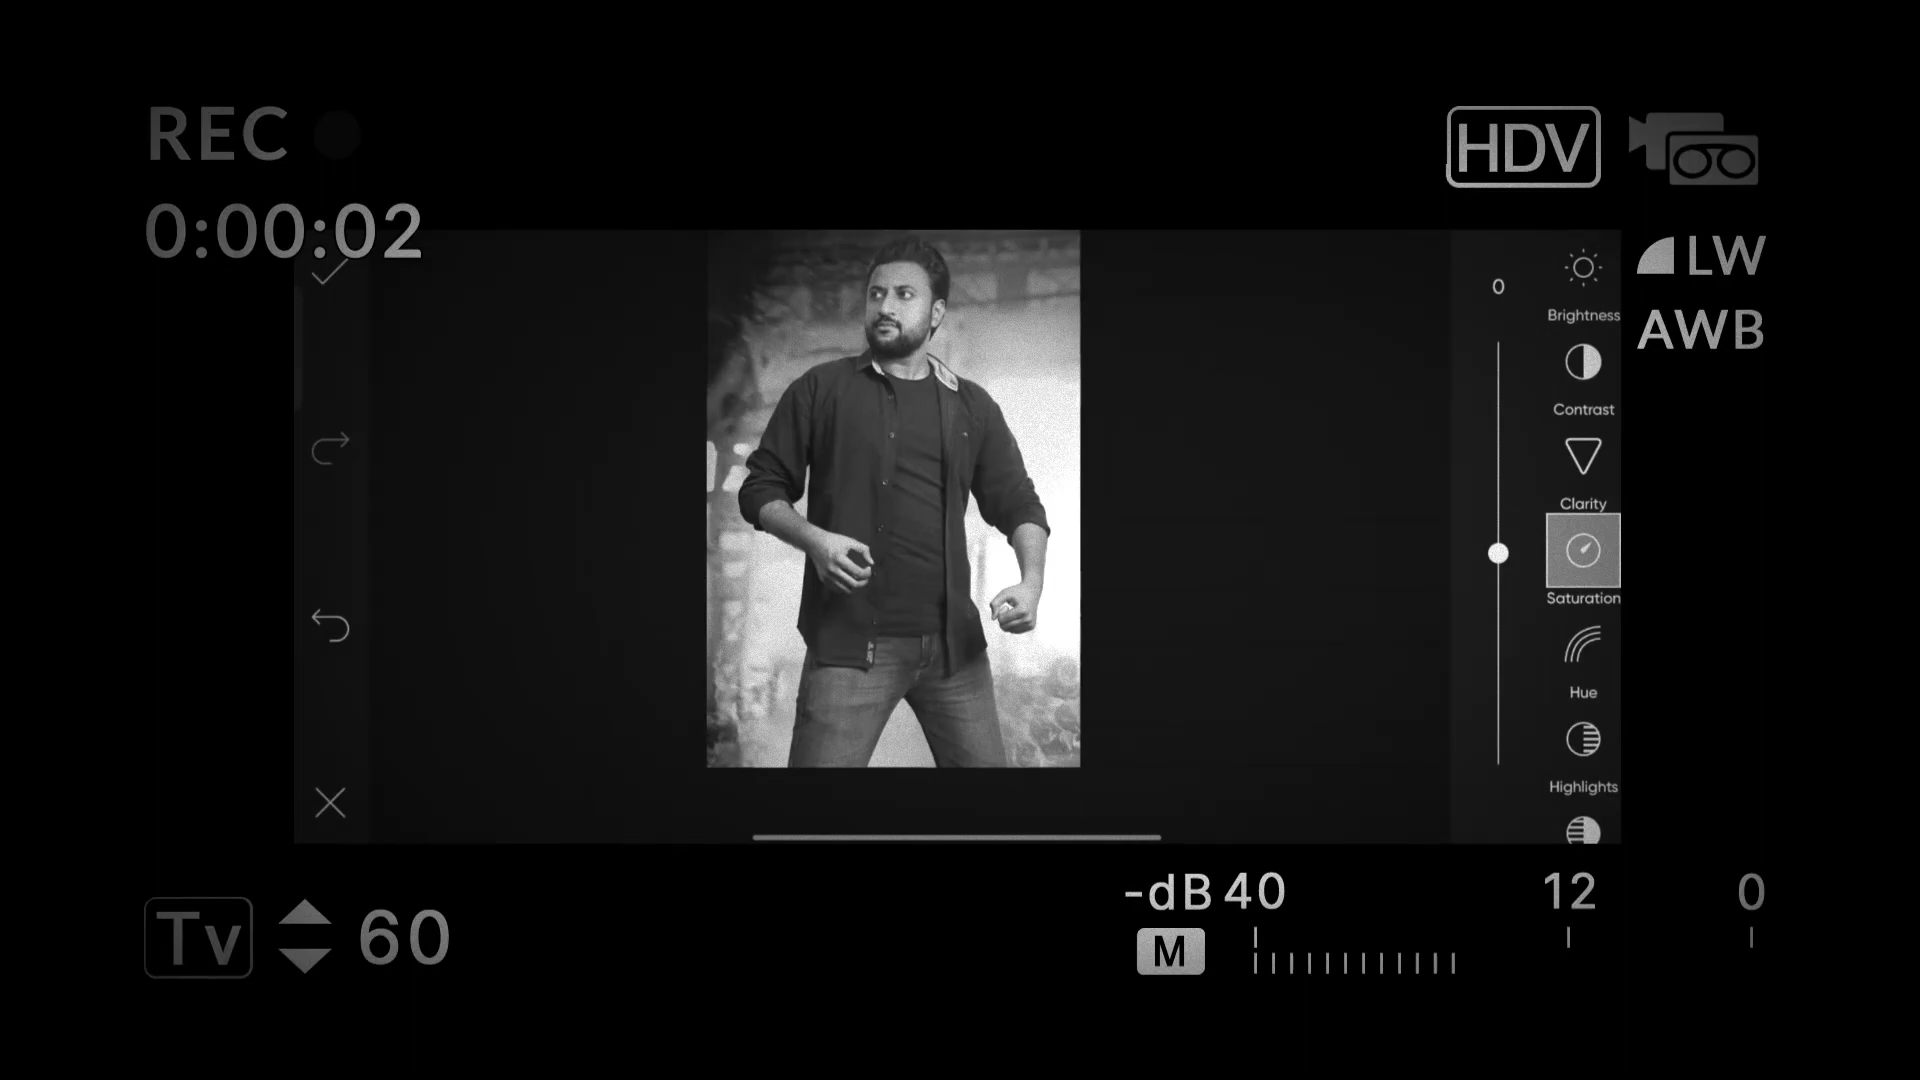 REC
HDV
0:00:02
LW
AWB
0
Brightness
Contrast
Clarity
Saturation
Hue
Highlights
Tv 60
-dB 40 12 0
M